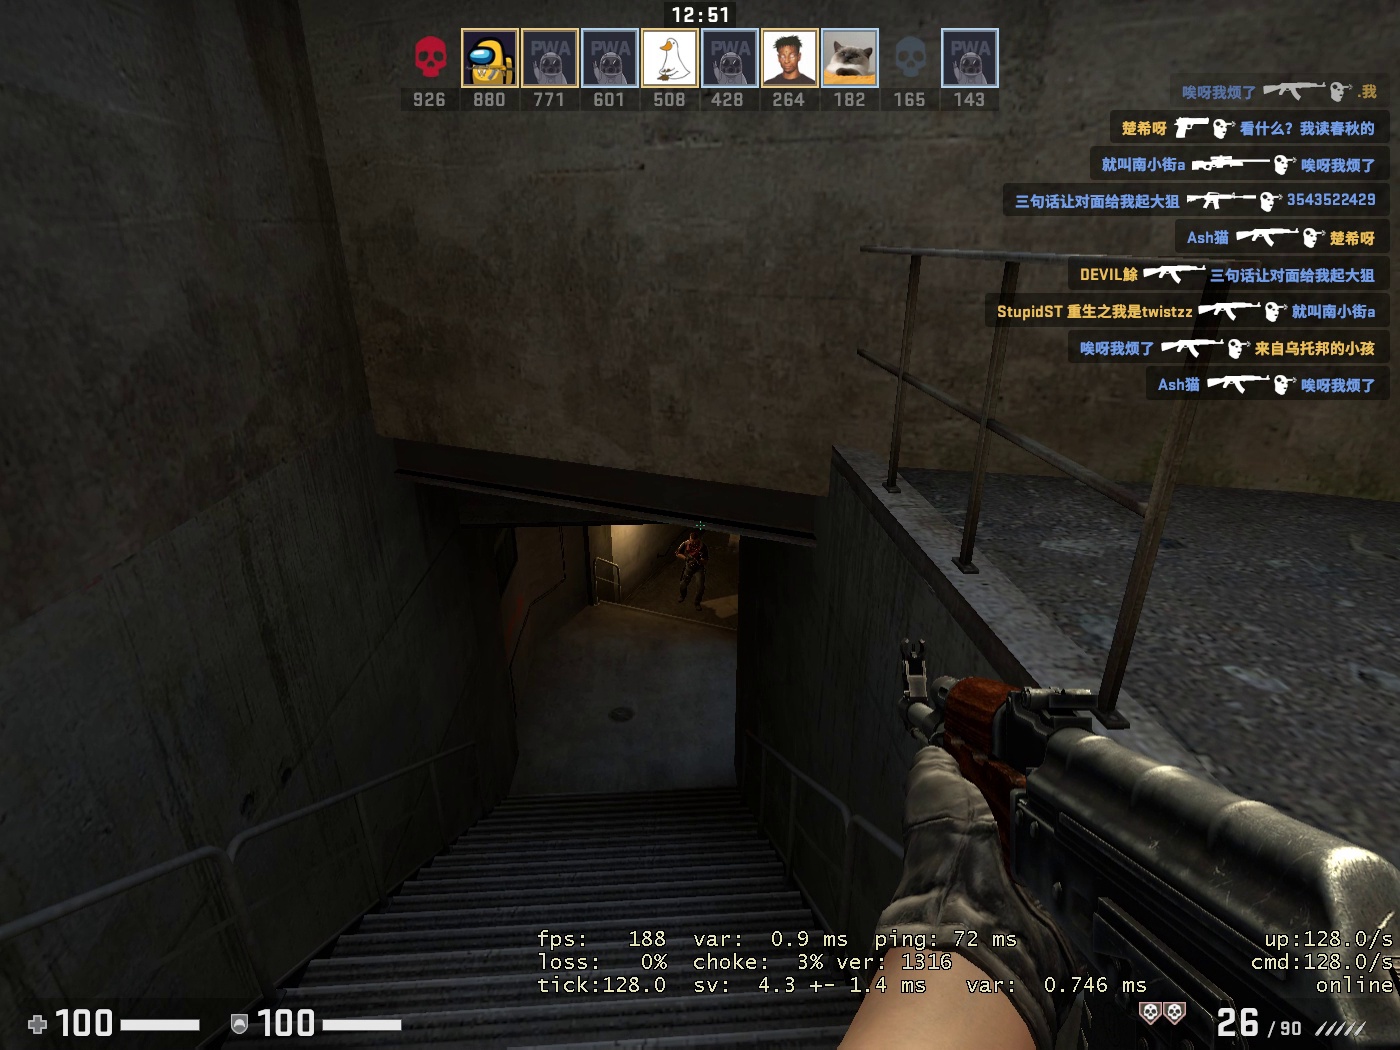 12:51
PWA PWA PWA PWA
926 880 771 601 508 428 264 182 165 143
唉呀我烦了 .我
楚希呀 看什么？我读春秋的
就叫南小街a 唉呀我烦了
三句话让对面给我起大狙 3543522429
Ash猫 楚希呀
DEVIL鮽 三句话让对面给我起大狙
StupidST 重生之我是twistzz 就叫南小街a
唉呀我烦了 来自乌托邦的小孩
Ash猫 唉呀我烦了
fps: 188 var: 0.9 ms ping: 72 ms up:128.0/s
loss: 0% choke: 3% ver: 1316 cmd:128.0/s
tick:128.0 sv: 4.3 +- 1.4 ms var: 0.746 ms online
100 100 26 / 90